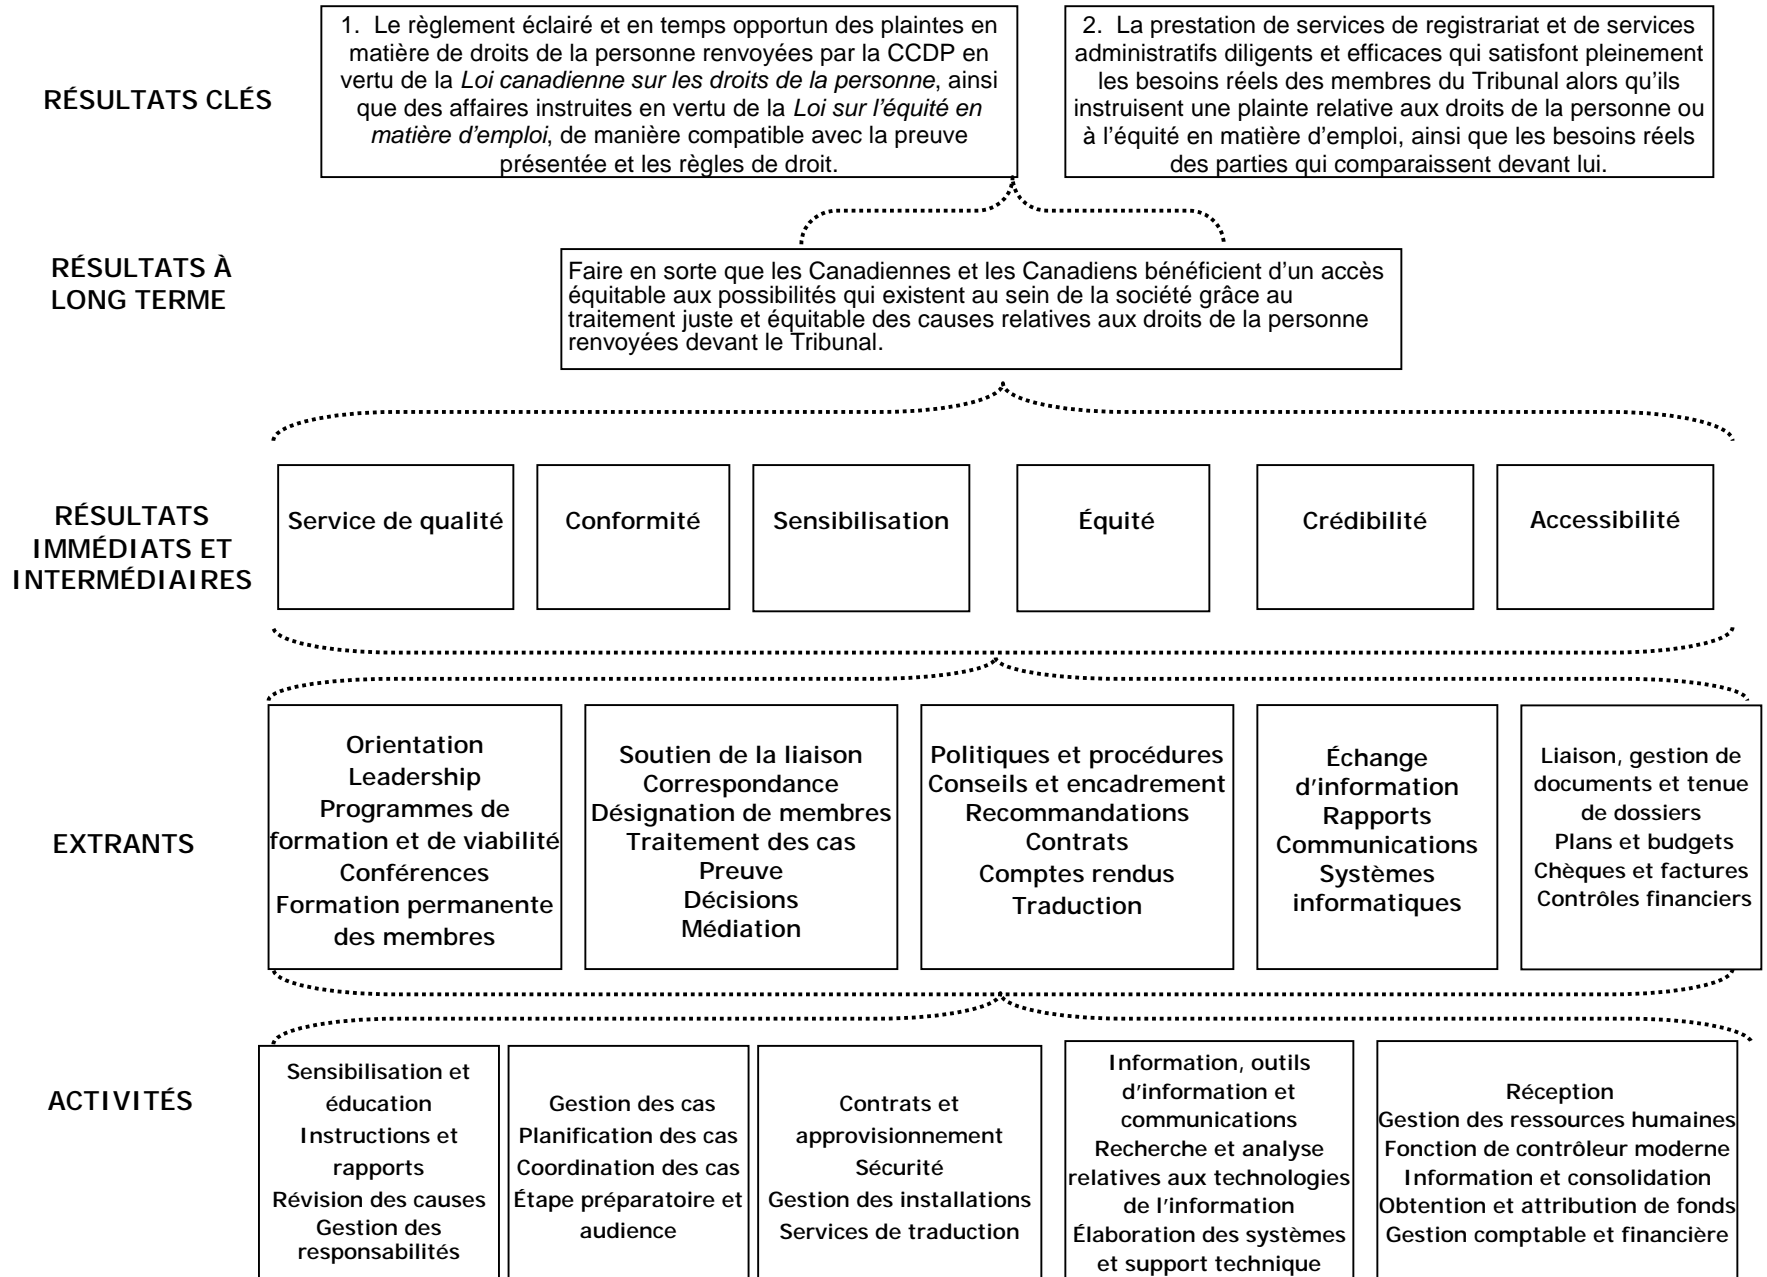 RÉSULTATS CLÉS
1. Le règlement éclairé et en temps opportun des plaintes en
matière de droits de la personne renvoyées par la CCDP en
vertu de la Loi canadienne sur les droits de la personne, ainsi
que des affaires instruites en vertu de la Loi sur l'équité en
matière d'emploi, de manière compatible avec la preuve
présentée et les règles de droit.
2. La prestation de services de registrariat et de services
administratifs diligents et efficaces qui satisfont pleinement
les besoins réels des membres du Tribunal alors qu'ils
instruisent une plainte relative aux droits de la personne ou
à l'équité en matière d'emploi, ainsi que les besoins réels
des parties qui comparaissent devant lui.
RÉSULTATS À
LONG TERME
Faire en sorte que les Canadiennes et les Canadiens bénéficient d'un accès
équitable aux possibilités qui existent au sein de la société grâce au
traitement juste et équitable des causes relatives aux droits de la personne
renvoyées devant le Tribunal.
RÉSULTATS
IMMÉDIATS ET
INTERMÉDIAIRES
Service de qualité
Conformité
Sensibilisation
Équité
Crédibilité
Accessibilité
EXTRANTS
Orientation
Leadership
Programmes de
formation et de viabilité
Conférences
Formation permanente
des membres
Soutien de la liaison
Correspondance
Désignation de membres
Traitement des cas
Preuve
Décisions
Médiation
Politiques et procédures
Conseils et encadrement
Recommandations
Contrats
Comptes rendus
Traduction
Échange
d'information
Rapports
Communications
Systèmes
informatiques
Liaison, gestion de
documents et tenue
de dossiers
Plans et budgets
Chèques et factures
Contrôles financiers
ACTIVITÉS
Sensibilisation et
éducation
Instructions et
rapports
Révision des causes
Gestion des
responsabilités
Gestion des cas
Planification des cas
Coordination des cas
Étape préparatoire et
audience
Contrats et
approvisionnement
Sécurité
Gestion des installations
Services de traduction
Information, outils
d'information et
communications
Recherche et analyse
relatives aux technologies
de l'information
Élaboration des systèmes
et support technique
Réception
Gestion des ressources humaines
Fonction de contrôleur moderne
Information et consolidation
Obtention et attribution de fonds
Gestion comptable et financière